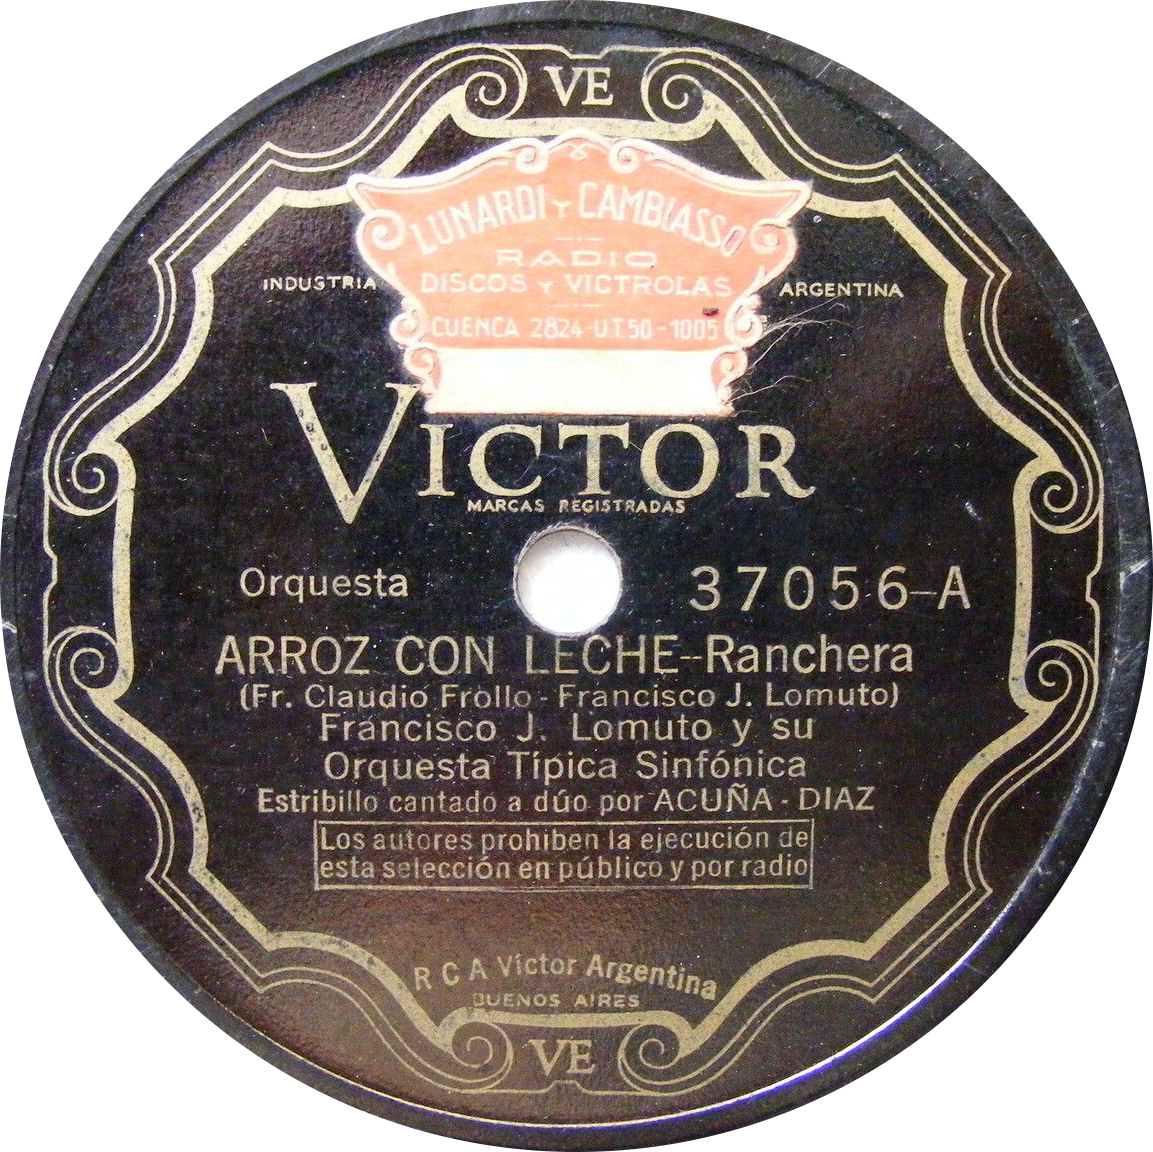 VE
LUNARDI Y CAMBIASSO
RADIO
DISCOS Y VICTROLAS
CUENCA 2824-U.T.50-1005
INDUSTRIA ARGENTINA
VICTOR
MARCAS REGISTRADAS
Orquesta 37056-A
ARROZ CON LECHE--Ranchera
(Fr. Claudio Frollo - Francisco J. Lomuto)
Francisco J. Lomuto y su
Orquesta Típica Sinfónica
Estribillo cantado a dúo por ACUÑA - DIAZ
Los autores prohiben la ejecución de
esta selección en público y por radio
R C A Victor Argentina
BUENOS AIRES
VE